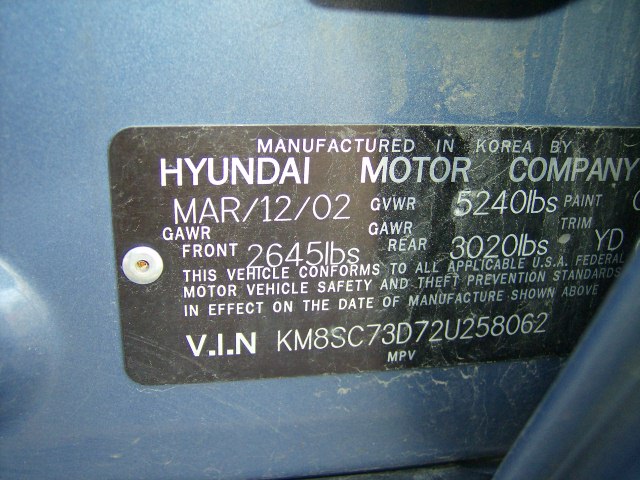 MANUFACTURED IN KOREA BY
HYUNDAI MOTOR COMPANY
MAR/12/02 GVWR 5240lbs PAINT
GAWR FRONT 2645lbs GAWR REAR 3020lbs TRIM YD
THIS VEHICLE CONFORMS TO ALL APPLICABLE U.S.A. FEDERAL
MOTOR VEHICLE SAFETY AND THEFT PREVENTION STANDARDS
IN EFFECT ON THE DATE OF MANUFACTURE SHOWN ABOVE
V.I.N KM8SC73D72U258062
MPV